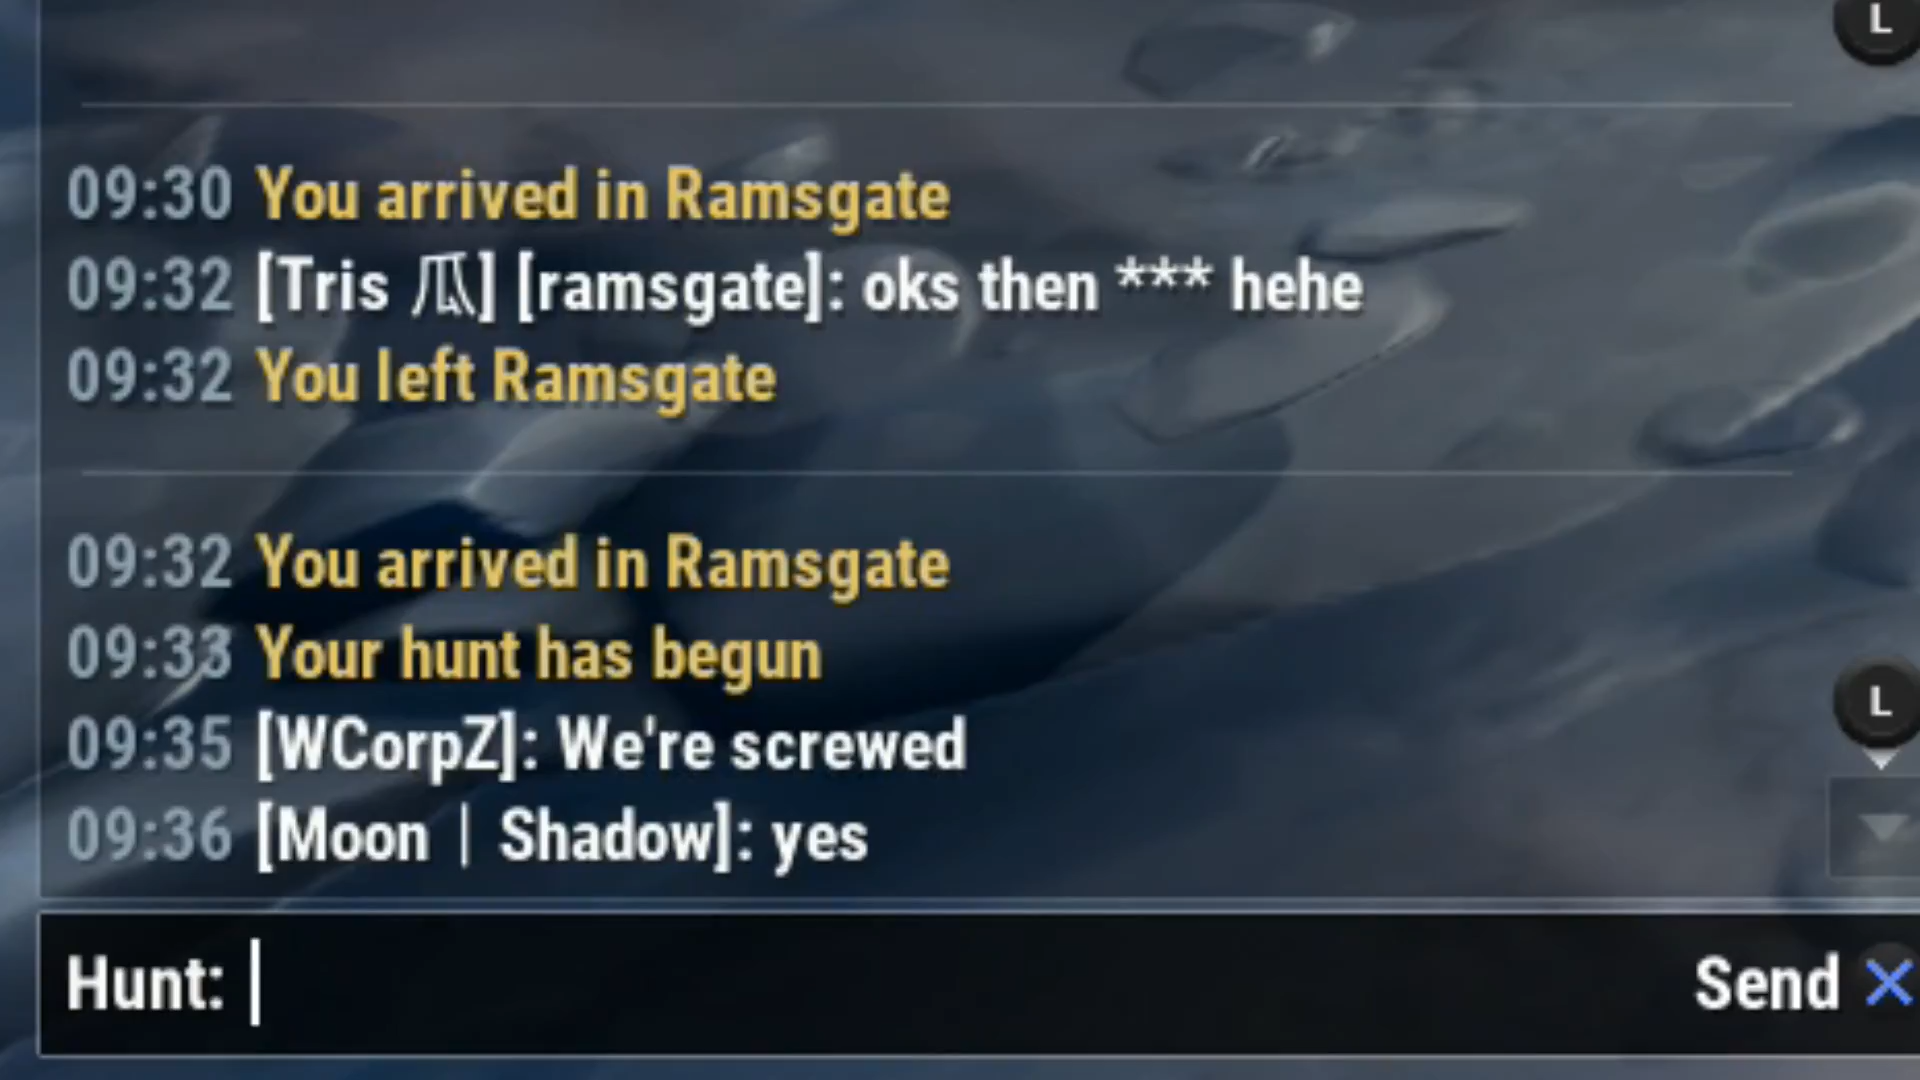 L
09:30 You arrived in Ramsgate
09:32 [Tris 爪] [ramsgate]: oks then *** hehe
09:32 You left Ramsgate
09:32 You arrived in Ramsgate
09:33 Your hunt has begun
L
09:35 [WCorpZ]: We're screwed
09:36 [Moon | Shadow]: yes
Hunt: Send